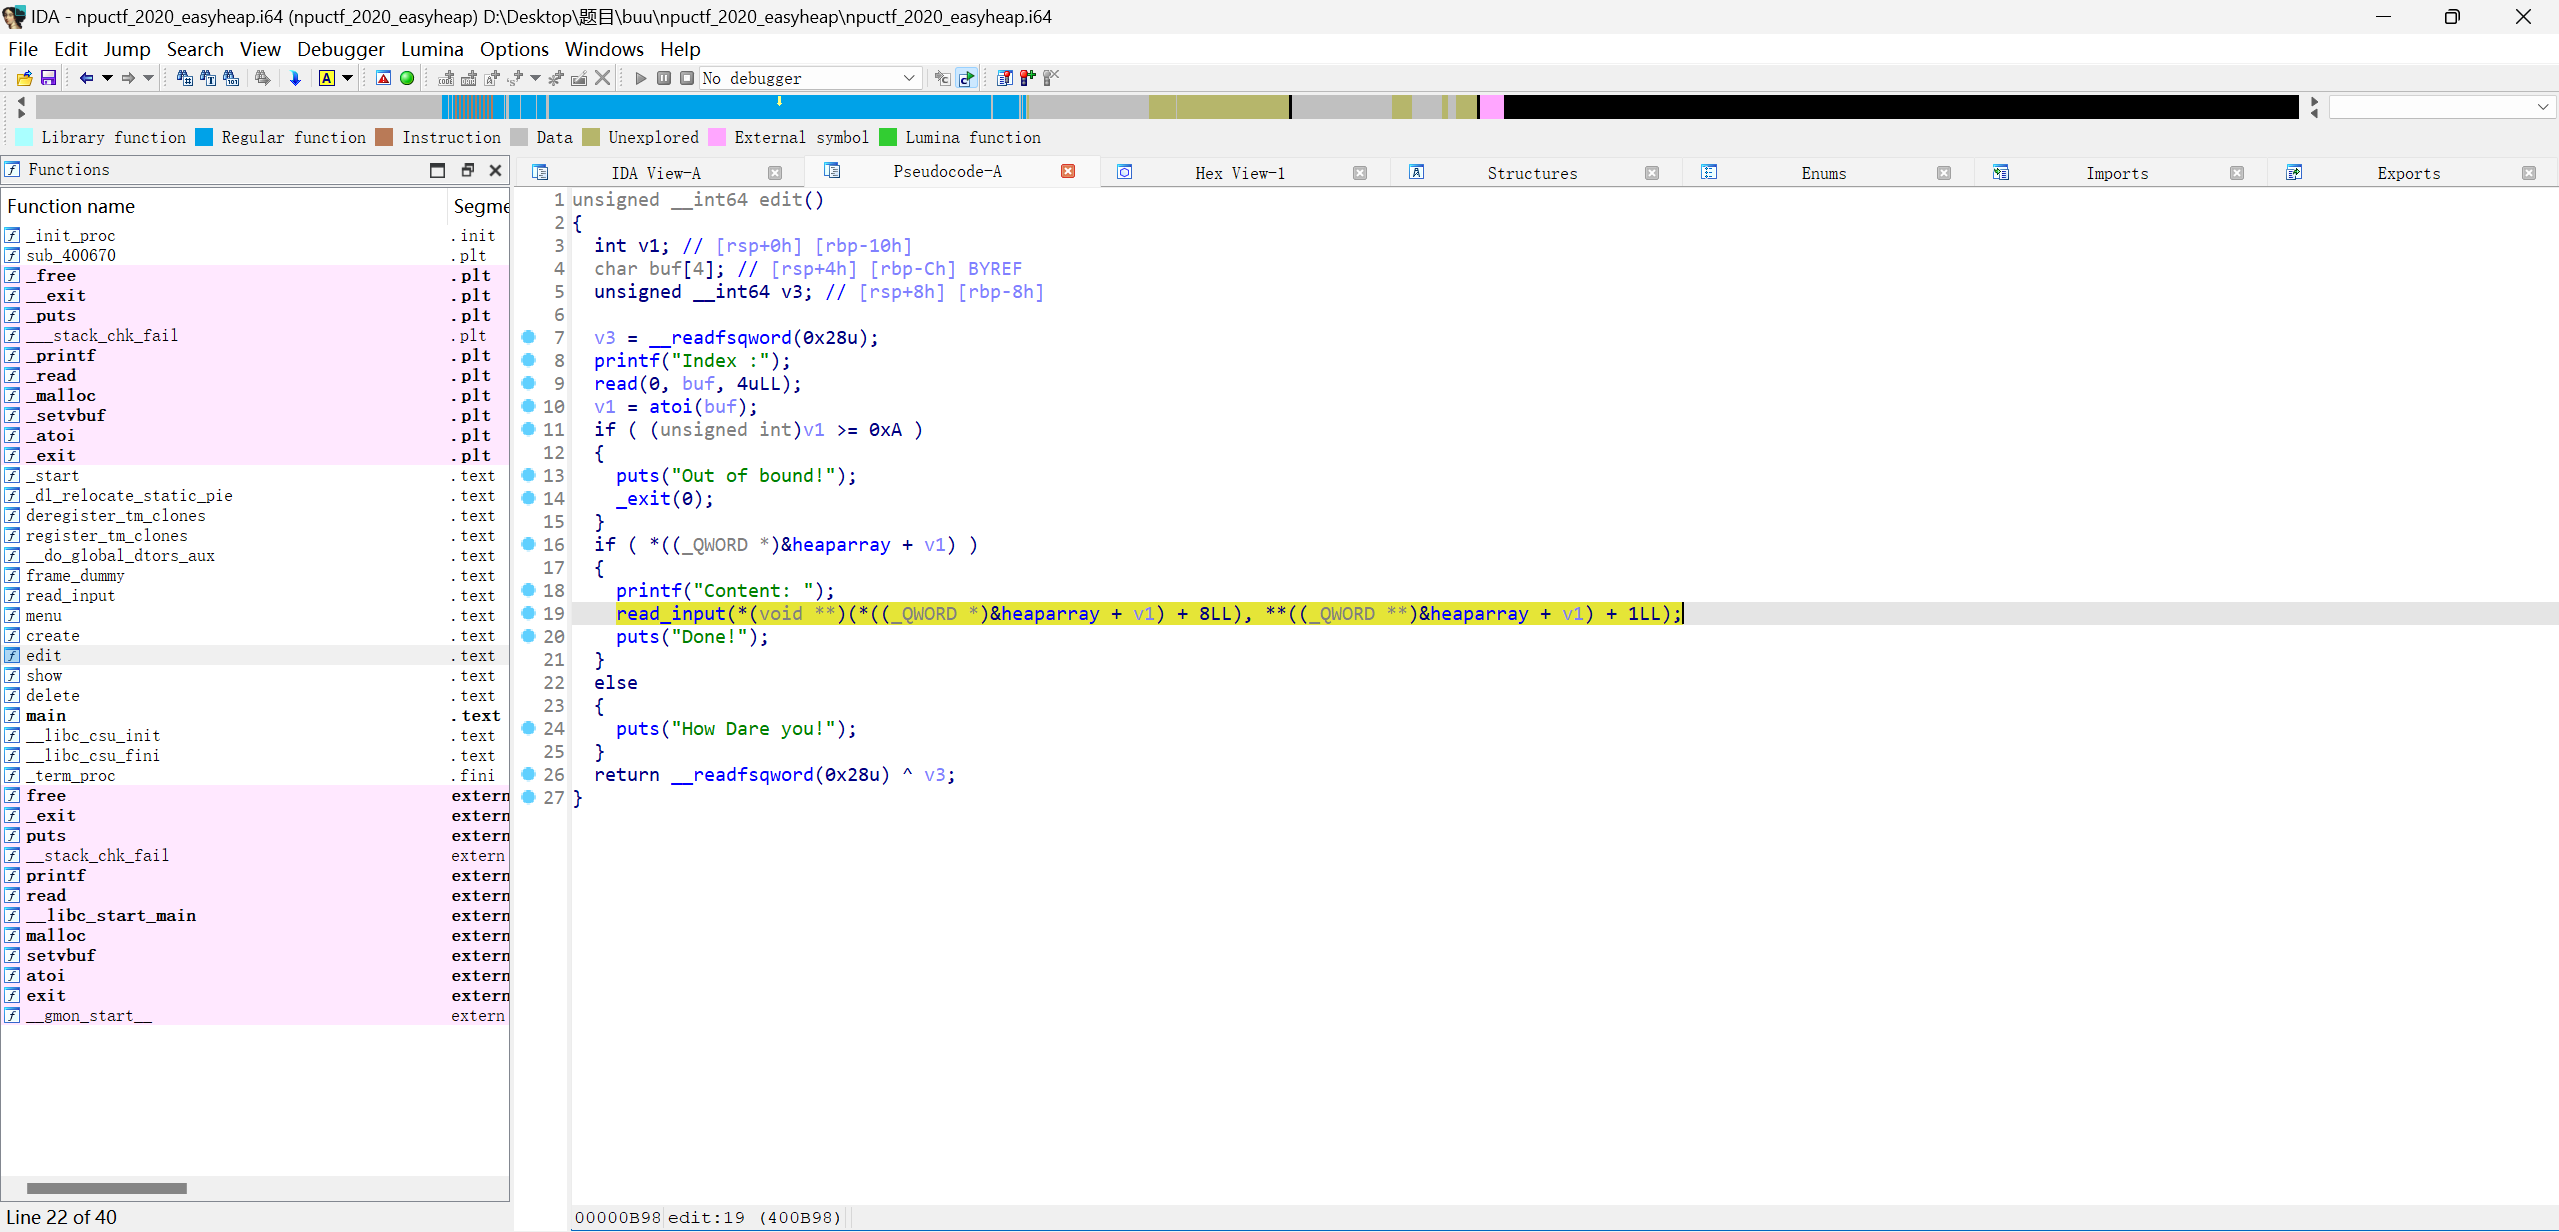 IDA - npuctf_2020_easyheap.i64 (npuctf_2020_easyheap) D:\Desktop\题目\buu\npuctf_2020_easyheap\npuctf_2020_easyheap.i64
File Edit Jump Search View Debugger Lumina Options Windows Help
No debugger
Library function Regular function Instruction Data Unexplored External symbol Lumina function
Functions
Function name Segme
_init_proc .init
sub_400670 .plt
_free .plt
__exit .plt
_puts .plt
___stack_chk_fail .plt
_printf .plt
_read .plt
_malloc .plt
_setvbuf .plt
_atoi .plt
_exit .plt
_start .text
_dl_relocate_static_pie .text
deregister_tm_clones .text
register_tm_clones .text
__do_global_dtors_aux .text
frame_dummy .text
read_input .text
menu .text
create .text
edit .text
show .text
delete .text
main .text
__libc_csu_init .text
__libc_csu_fini .text
_term_proc .fini
free extern
_exit extern
puts extern
__stack_chk_fail extern
printf extern
read extern
__libc_start_main extern
malloc extern
setvbuf extern
atoi extern
exit extern
__gmon_start__ extern
Line 22 of 40
IDA View-A Pseudocode-A Hex View-1 Structures Enums Imports Exports
1 unsigned __int64 edit()
2 {
3 int v1; // [rsp+0h] [rbp-10h]
4 char buf[4]; // [rsp+4h] [rbp-Ch] BYREF
5 unsigned __int64 v3; // [rsp+8h] [rbp-8h]
6
7 v3 = __readfsqword(0x28u);
8 printf("Index :");
9 read(0, buf, 4uLL);
10 v1 = atoi(buf);
11 if ( (unsigned int)v1 >= 0xA )
12 {
13 puts("Out of bound!");
14 _exit(0);
15 }
16 if ( *((_QWORD *)&heaparray + v1) )
17 {
18 printf("Content: ");
19 read_input(*(void **)(*((_QWORD *)&heaparray + v1) + 8LL), **((_QWORD **)&heaparray + v1) + 1LL);
20 puts("Done!");
21 }
22 else
23 {
24 puts("How Dare you!");
25 }
26 return __readfsqword(0x28u) ^ v3;
27 }
00000B98 edit:19 (400B98)